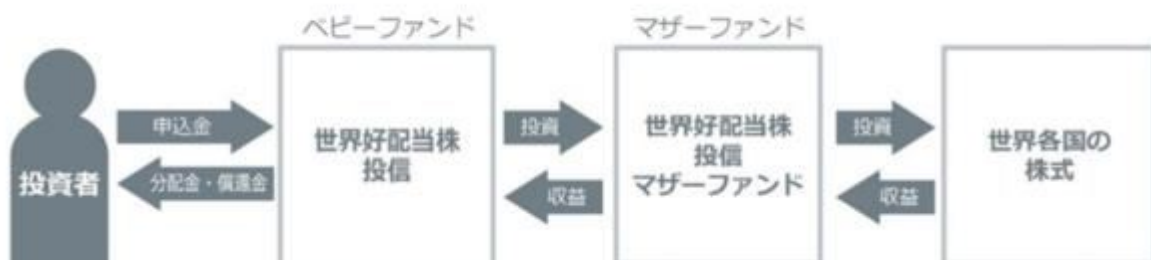 ベビーファンド
マザーファンド
投資者
申込金
分配金・償還金
世界好配当株
投信
投資
収益
世界好配当株
投信
マザーファンド
投資
収益
世界各国の
株式